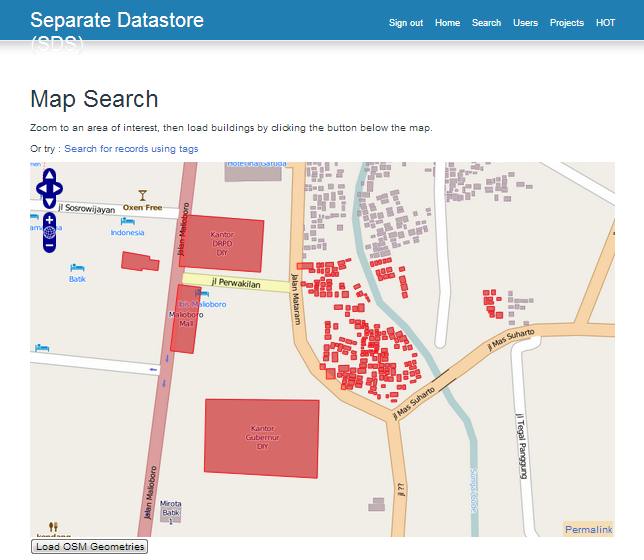 Separate Datastore
(SDS)
Sign out Home Search Users Projects HOT
Map Search
Zoom to an area of interest, then load buildings by clicking the button below the map.
Or try : Search for records using tags
jl Sosrowijayan
Oxen Free
Indonesia
Batik
Jalan Malioboro
Kantor
DRPD
DIY
jl Perwakilan
Ibis Malioboro
Malioboro
Mall
Jalan Mataram
jl Mas Suharto
jl Mas Suharto
jl Tegal Panggung
Kantor
Gubernur
DIY
Jalan Malioboro
Mirota
Batik
1
jl ??
Permalink
Load OSM Geometries